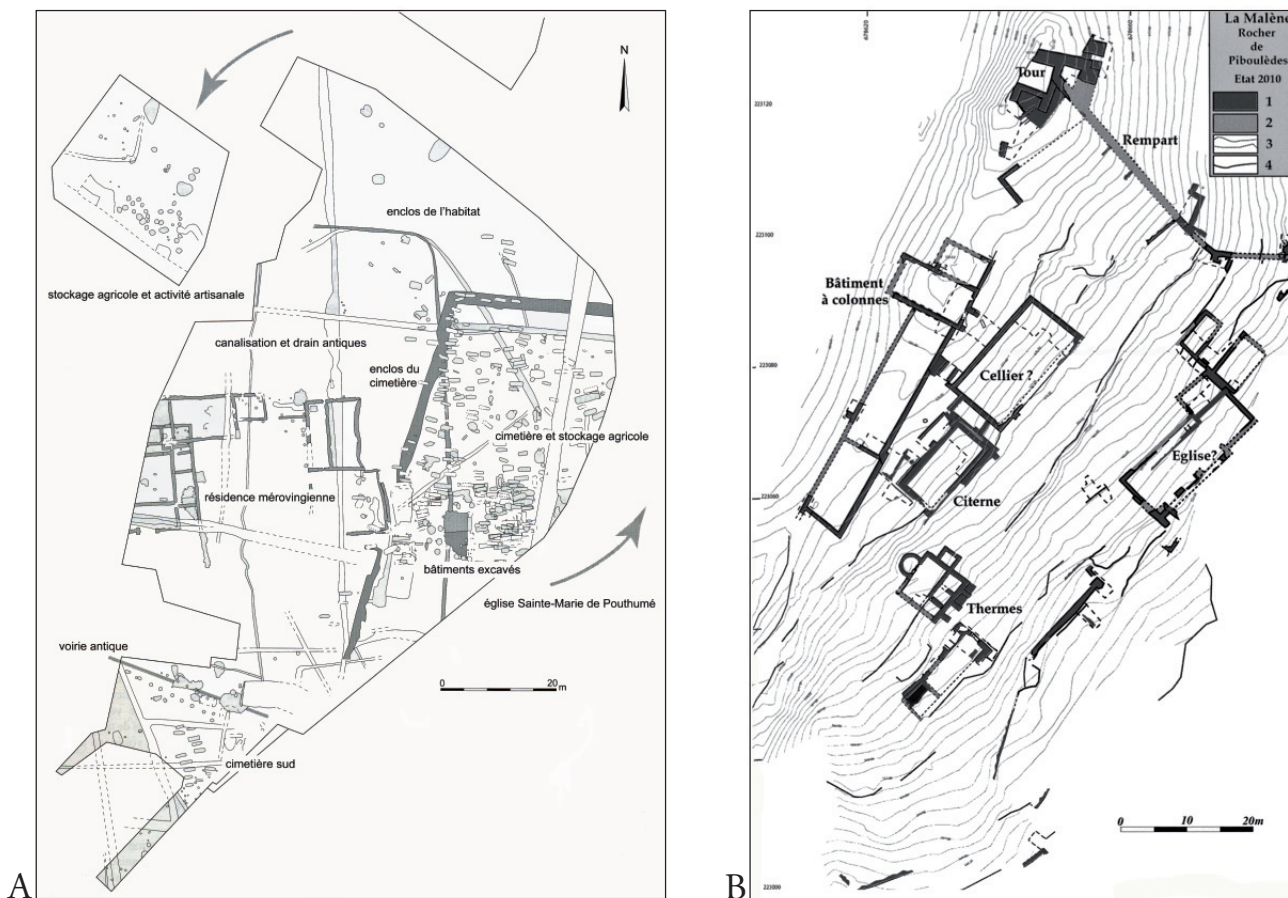 N
enclos de l'habitat
stockage agricole et activité artisanale
canalisation et drain antiques
enclos du
cimetière
cimetière et stockage agricole
résidence mérovingienne
bâtiments excavés
église Sainte-Marie de Pouthumé
voirie antique
0 20 m
cimetière sud
A
La Malène
Rocher
de
Piboulèdes
Etat 2010
1
2
3
4
Tour
Rempart
Bâtiment
à colonnes
Cellier ?
Eglise?
Citerne
Thermes
0 10 20m
B